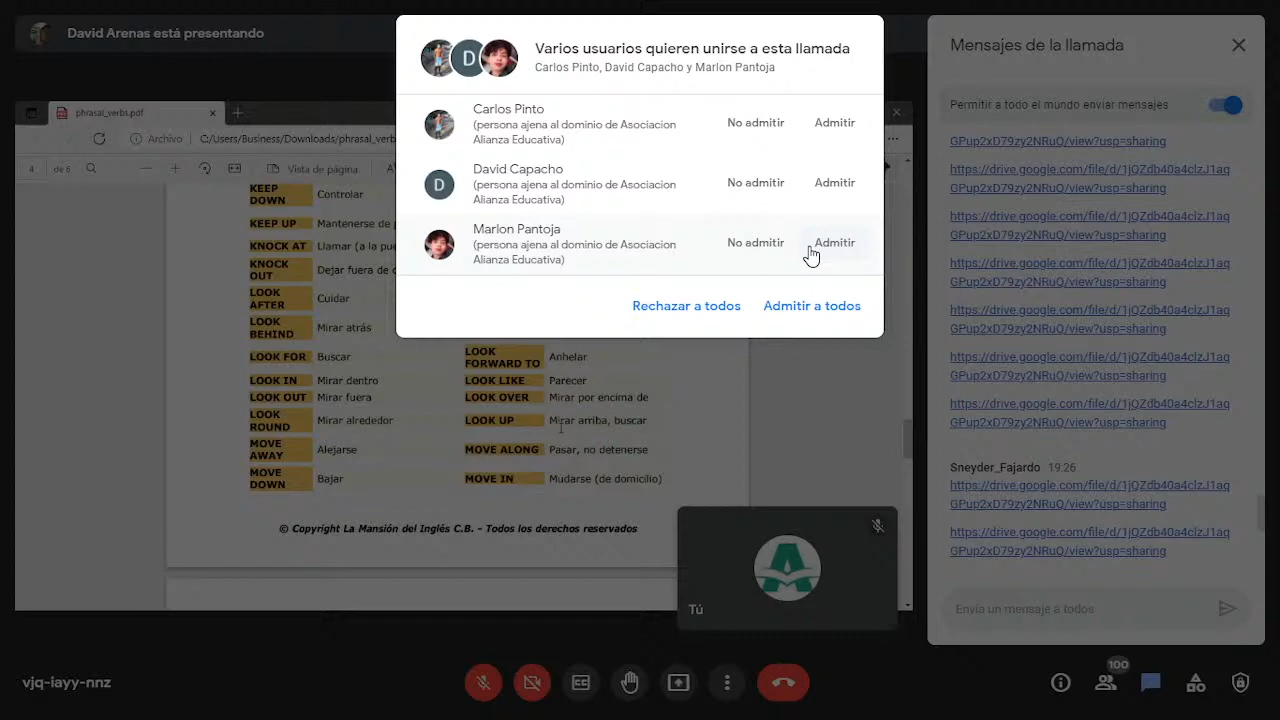 David Arenas está presentando
D
Varios usuarios quieren unirse a esta llamada
Carlos Pinto, David Capacho y Marlon Pantoja
Carlos Pinto
(persona ajena al dominio de Asociacion
Alianza Educativa)
No admitir
Admitir
D
David Capacho
(persona ajena al dominio de Asociacion
Alianza Educativa)
No admitir
Admitir
Marlon Pantoja
(persona ajena al dominio de Asociacion
Alianza Educativa)
No admitir
Admitir
Rechazar a todos
Admitir a todos
phrasal_verbs.pdf
Archivo
C:/Users/Business/Downloads/phrasal_verbs
4
de 6
Vista de página
KEEP
DOWN
Controlar
KEEP UP
Mantenerse de
KNOCK AT
Llamar (a la
KNOCK
OUT
Dejar fuera de
LOOK
AFTER
Cuidar
LOOK
BEHIND
Mirar atrás
LOOK FOR
Buscar
LOOK
FORWARD TO
Anhelar
LOOK IN
Mirar dentro
LOOK LIKE
Parecer
LOOK OUT
Mirar fuera
LOOK OVER
Mirar por encima de
LOOK
ROUND
Mirar alrededor
LOOK UP
Mirar arriba, buscar
MOVE
AWAY
Alejarse
MOVE ALONG
Pasar, no detenerse
MOVE
DOWN
Bajar
MOVE IN
Mudarse (de domicilio)
© Copyright La Mansión del Inglés C.B. - Todos los derechos reservados
Tú
Mensajes de la llamada
Permitir a todo el mundo enviar mensajes
GPup2xD79zy2NRuQ/view?usp=sharing
https://drive.google.com/file/d/1jQZdb40a4clzJ1aq
GPup2xD79zy2NRuQ/view?usp=sharing
https://drive.google.com/file/d/1jQZdb40a4clzJ1aq
GPup2xD79zy2NRuQ/view?usp=sharing
https://drive.google.com/file/d/1jQZdb40a4clzJ1aq
GPup2xD79zy2NRuQ/view?usp=sharing
https://drive.google.com/file/d/1jQZdb40a4clzJ1aq
GPup2xD79zy2NRuQ/view?usp=sharing
https://drive.google.com/file/d/1jQZdb40a4clzJ1aq
GPup2xD79zy2NRuQ/view?usp=sharing
https://drive.google.com/file/d/1jQZdb40a4clzJ1aq
GPup2xD79zy2NRuQ/view?usp=sharing
Sneyder_Fajardo 19:26
https://drive.google.com/file/d/1jQZdb40a4clzJ1aq
GPup2xD79zy2NRuQ/view?usp=sharing
https://drive.google.com/file/d/1jQZdb40a4clzJ1aq
GPup2xD79zy2NRuQ/view?usp=sharing
Envía un mensaje a todos
vjq-iayy-nnz
100